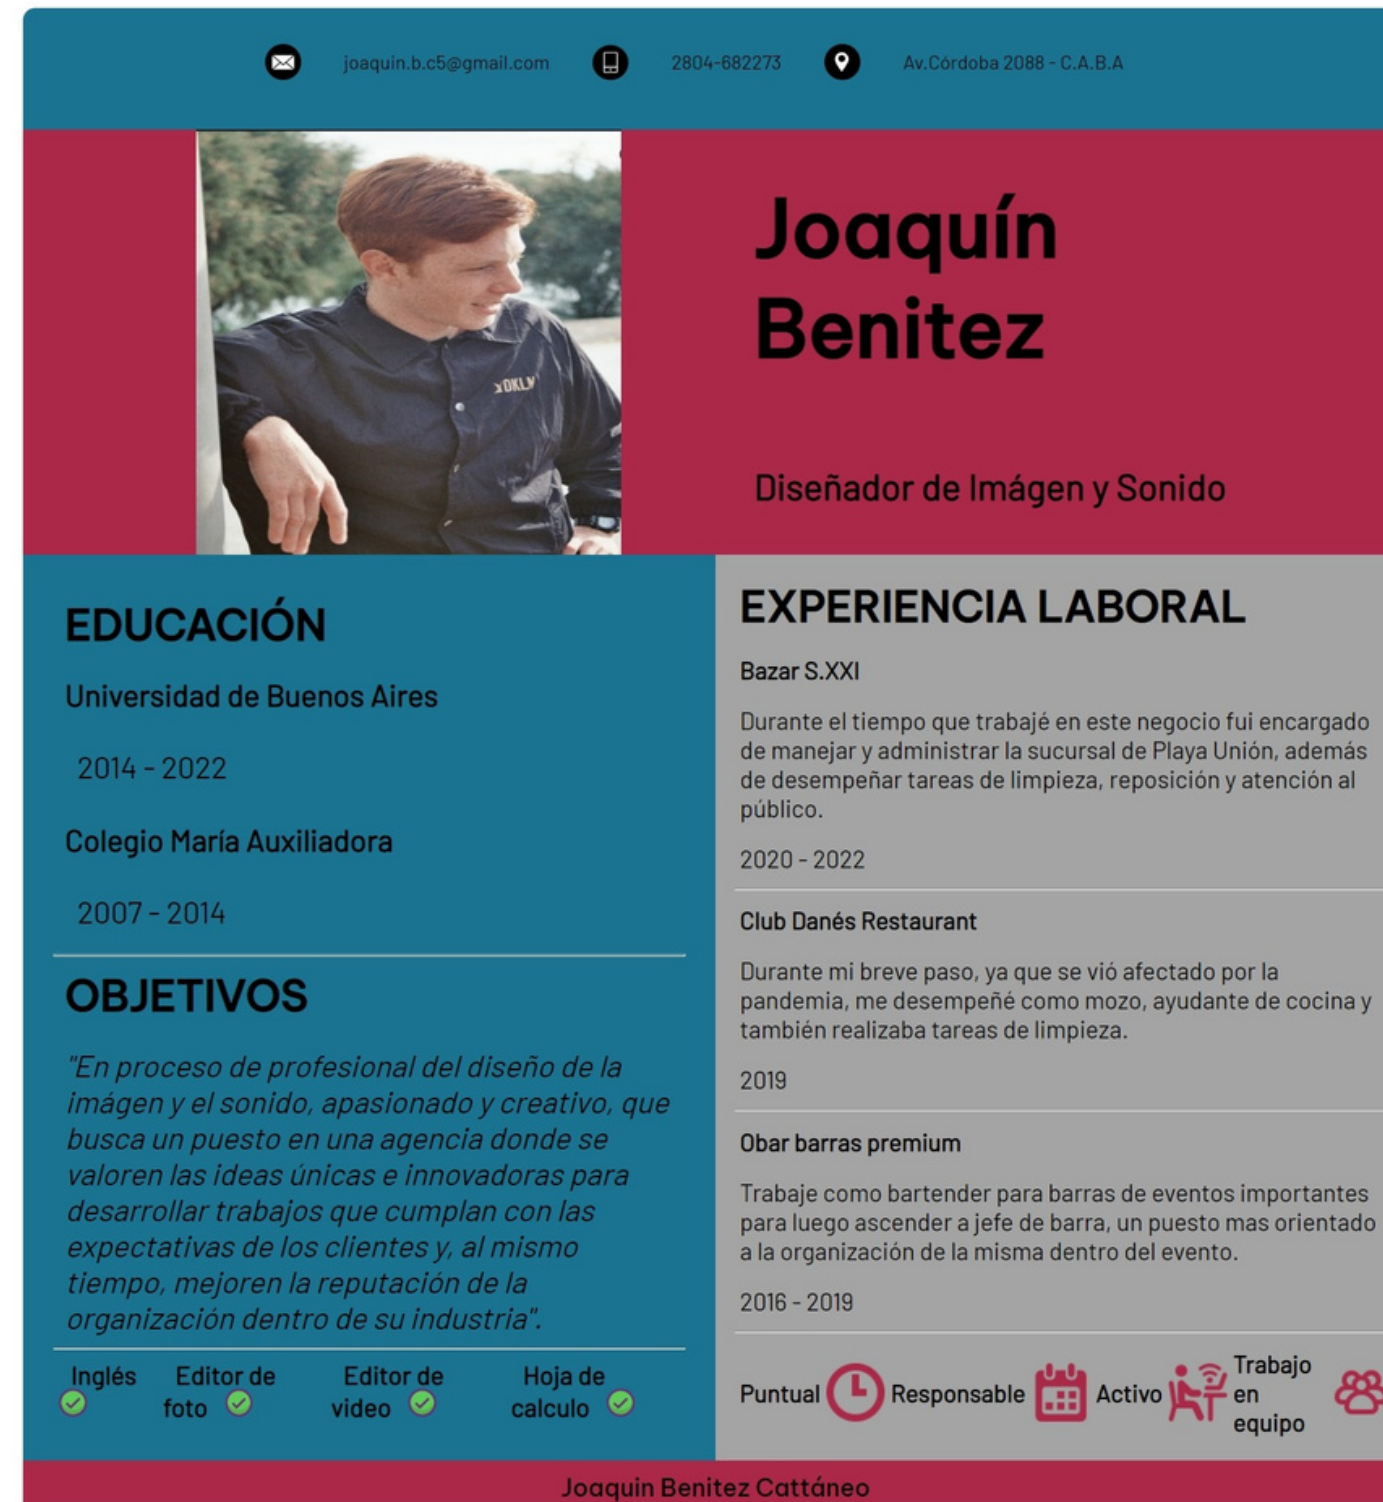 joaquin.b.c5@gmail.com
2804-682273
Av.Córdoba 2088 - C.A.B.A
DKLM
Joaquín
Benitez
Diseñador de Imágen y Sonido
EDUCACIÓN
Universidad de Buenos Aires
2014 - 2022
Colegio María Auxiliadora
2007 - 2014
OBJETIVOS
"En proceso de profesional del diseño de la
imágen y el sonido, apasionado y creativo, que
busca un puesto en una agencia donde se
valoren las ideas únicas e innovadoras para
desarrollar trabajos que cumplan con las
expectativas de los clientes y, al mismo
tiempo, mejoren la reputación de la
organización dentro de su industria".
Inglés
Editor de
foto
Editor de
video
Hoja de
calculo
EXPERIENCIA LABORAL
Bazar S.XXI
Durante el tiempo que trabajé en este negocio fui encargado
de manejar y administrar la sucursal de Playa Unión, además
de desempeñar tareas de limpieza, reposición y atención al
público.
2020 - 2022
Club Danés Restaurant
Durante mi breve paso, ya que se vió afectado por la
pandemia, me desempeñé como mozo, ayudante de cocina y
también realizaba tareas de limpieza.
2019
Obar barras premium
Trabaje como bartender para barras de eventos importantes
para luego ascender a jefe de barra, un puesto mas orientado
a la organización de la misma dentro del evento.
2016 - 2019
Puntual
Responsable
Activo
Trabajo
en
equipo
Joaquin Benitez Cattáneo